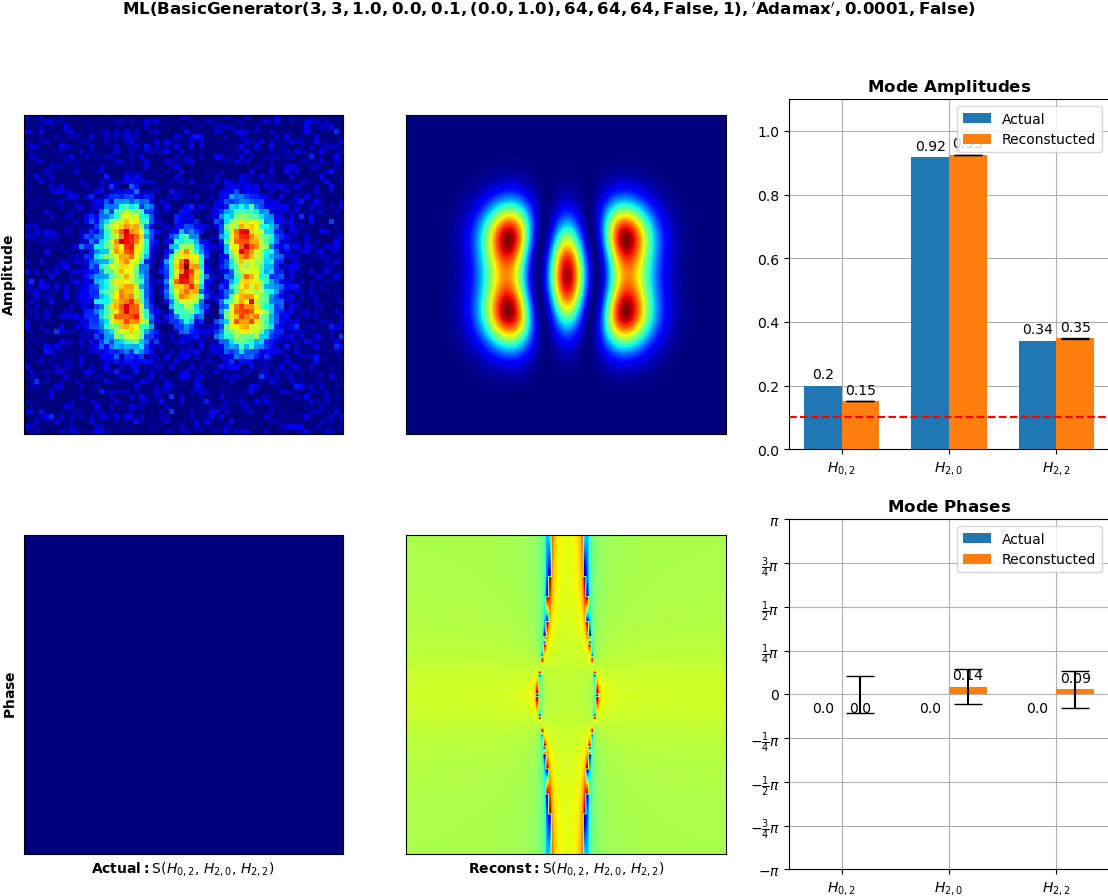 ML(BasicGenerator(3, 3, 1.0, 0.0, 0.1, (0.0, 1.0), 64, 64, 64, False, 1), 'Adamax', 0.0001, False)
Amplitude
Mode Amplitudes
Actual
Reconstucted
1.0
0.8
0.6
0.4
0.2
0.0
0.2
0.15
0.92
0.34
0.35
H0, 2
H2, 0
H2, 2
Phase
Actual: S(H0, 2, H2, 0, H2, 2)
Reconst: S(H0, 2, H2, 0, H2, 2)
Mode Phases
Actual
Reconstucted
π
3/4π
1/2π
1/4π
0
−1/4π
−1/2π
−3/4π
−π
0.0
0.0
0.0
0.14
0.0
0.09
H0, 2
H2, 0
H2, 2